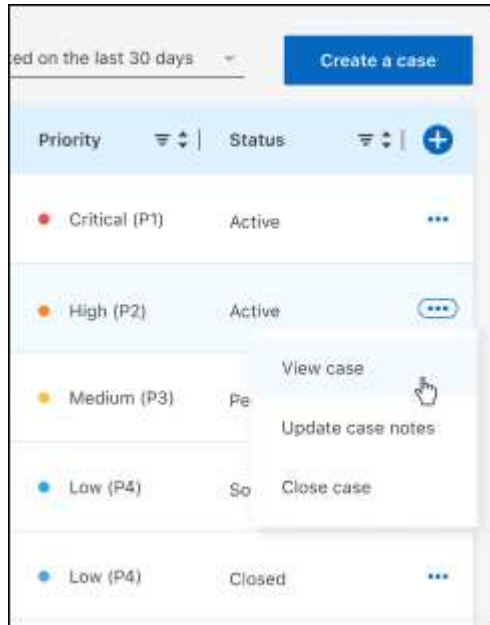 ted on the last 30 days
Create a case
Priority Status
Critical (P1) Active
High (P2) Active
View case
Medium (P3) Pe
Update case notes
Low (P4) So Close case
Low (P4) Closed